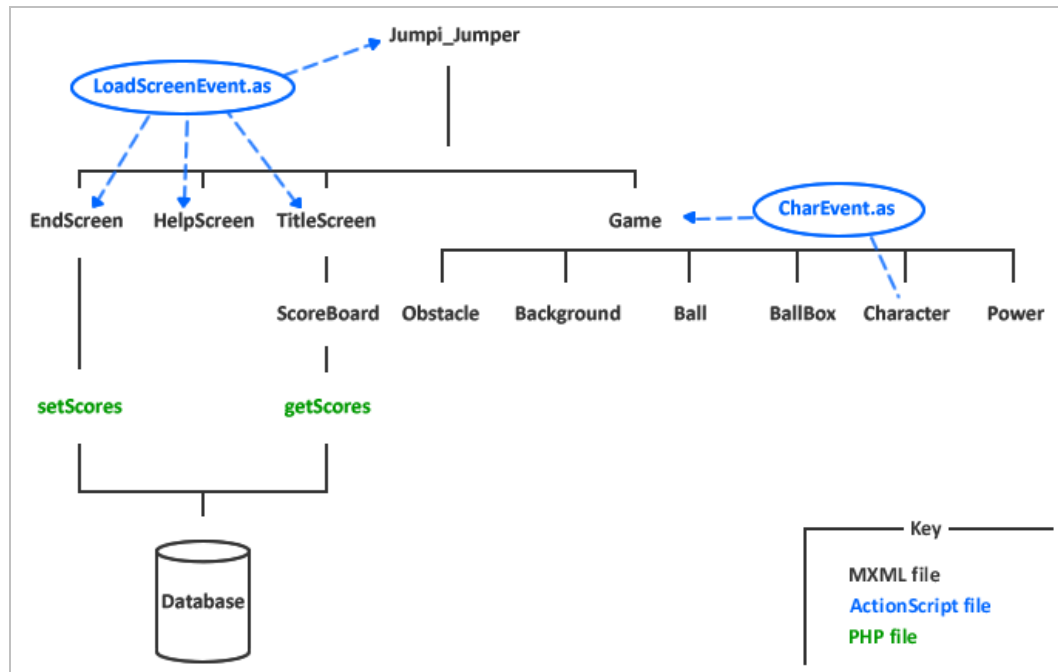 Jumpi_Jumper
LoadScreenEvent.as
EndScreen
HelpScreen
TitleScreen
Game
CharEvent.as
ScoreBoard
Obstacle
Background
Ball
BallBox
Character
Power
setScores
getScores
Database
Key
MXML file
ActionScript file
PHP file